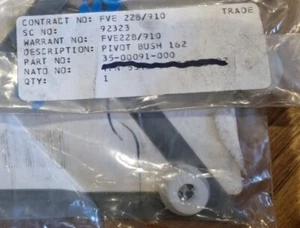 TRADE
CONTRACT NO: FVE 228/910
SC NO: 92323
WARRANT NO: FVE228/910
DESCRIPTION: PIVOT BUSH 162
PART NO: 35-00091-000
NATO NO:
QTY: 1